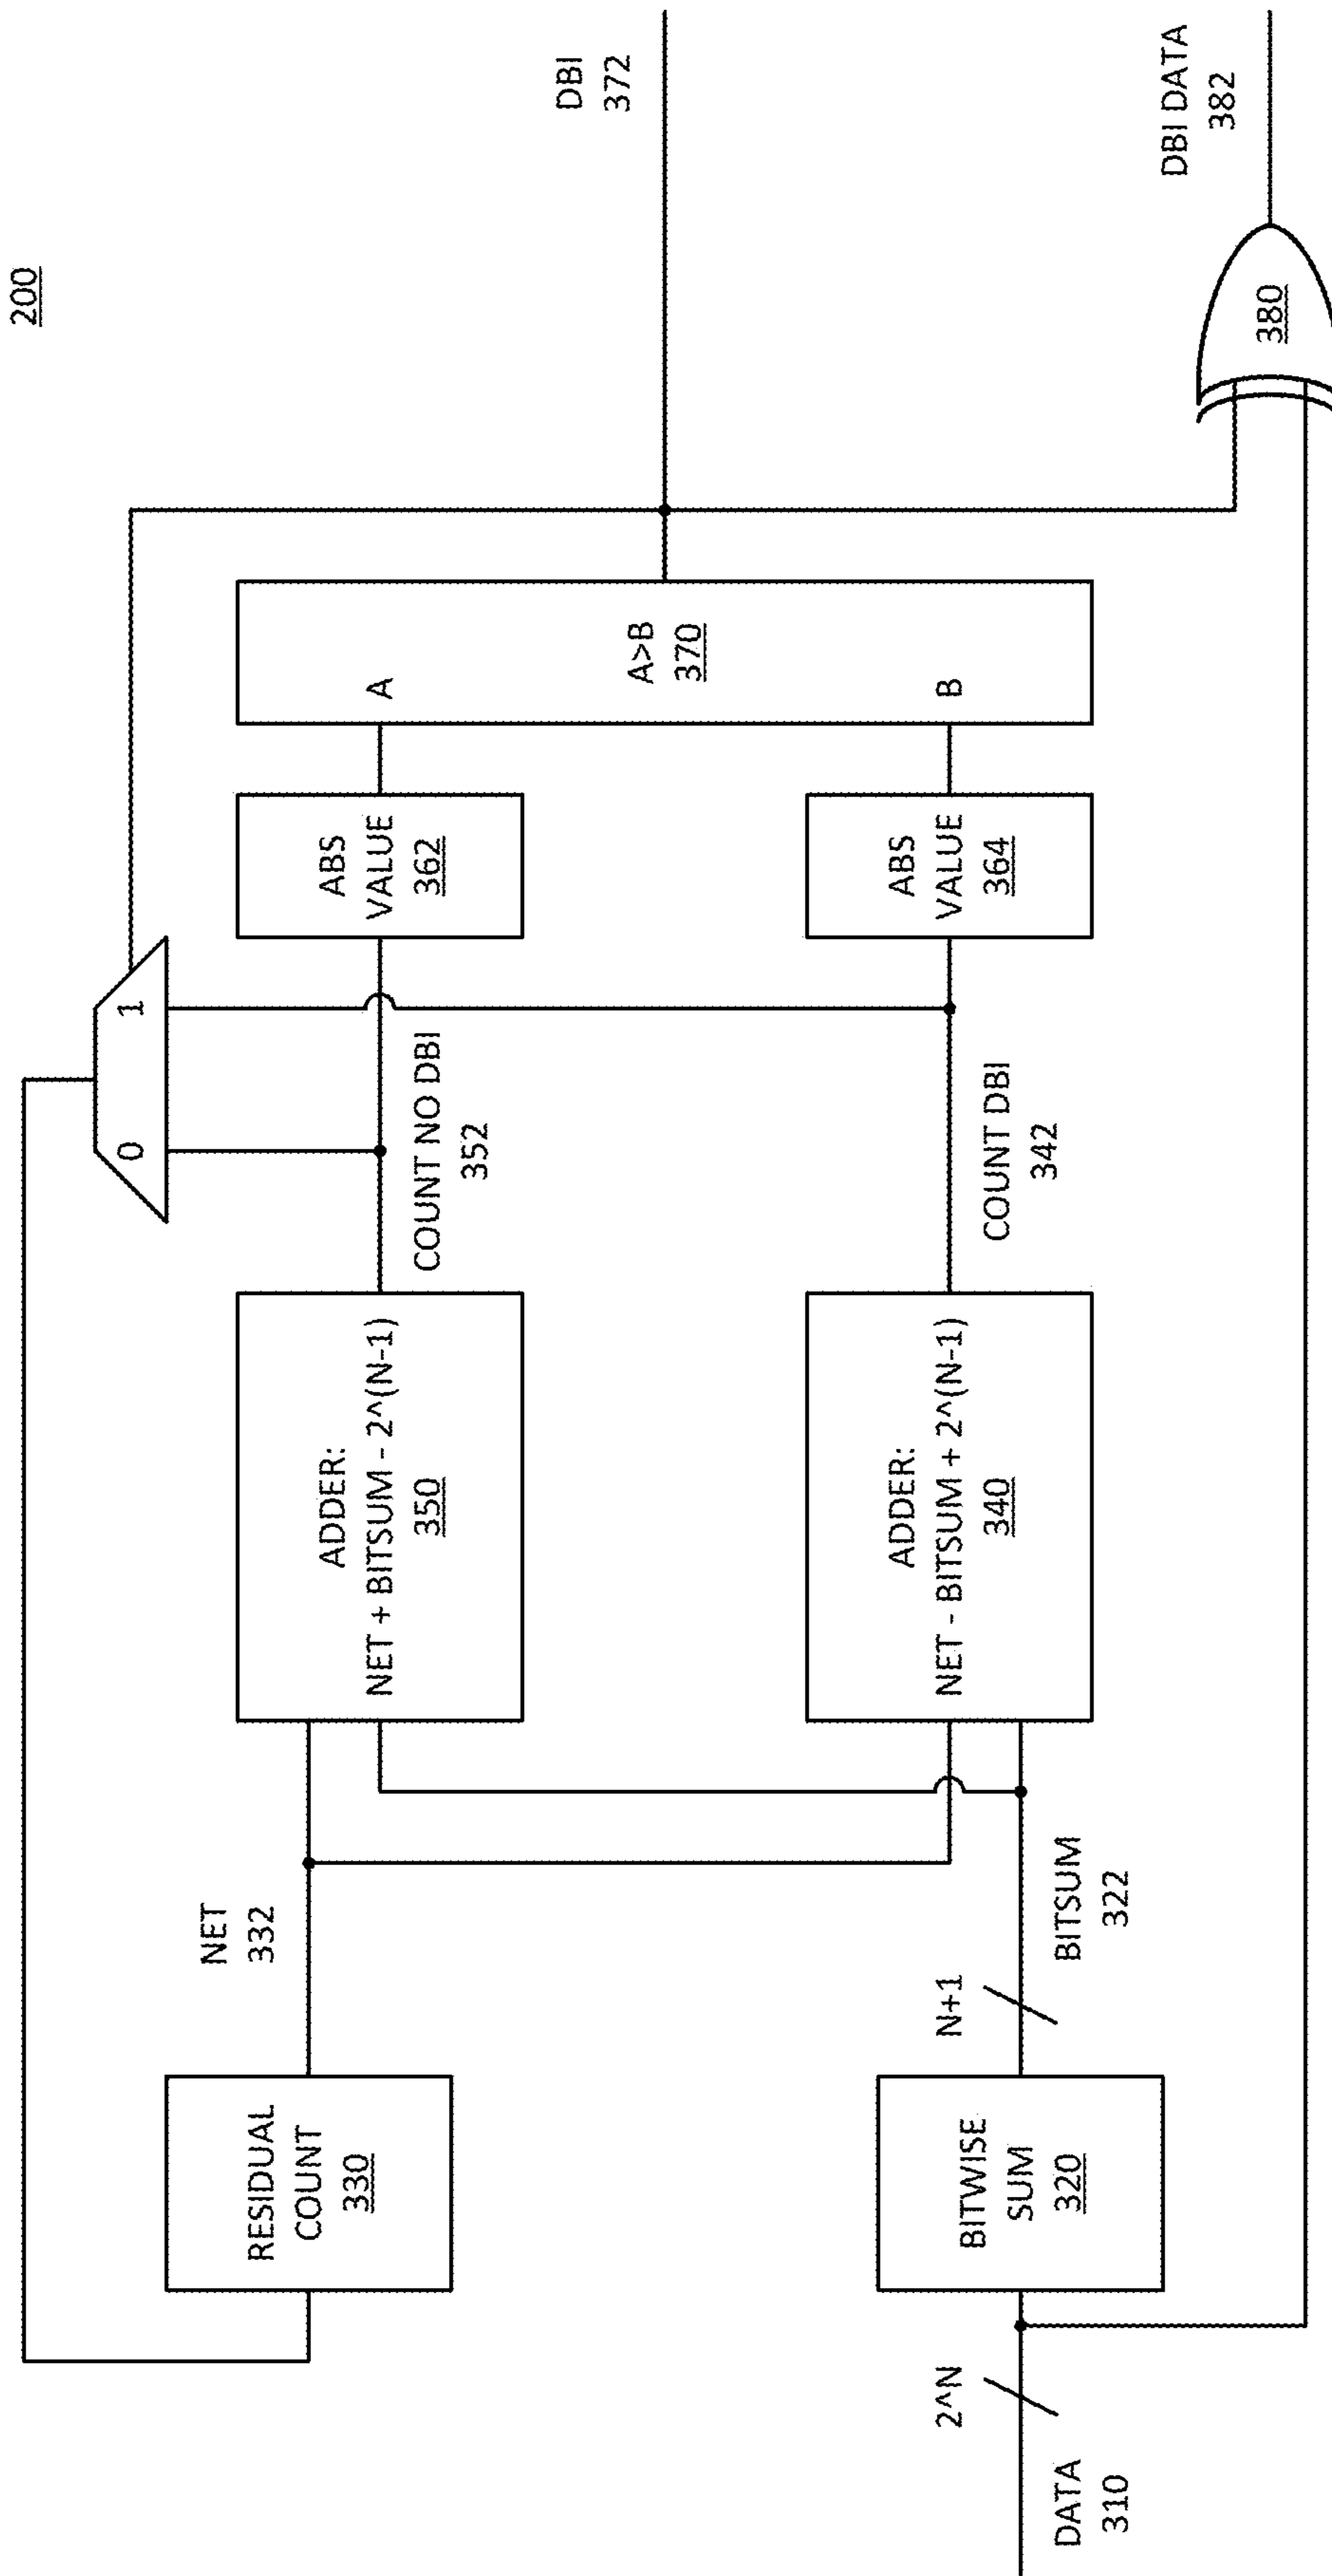 200
0
1
NET
332
RESIDUAL
COUNT
330
ADDER:
NET + BITSUM - 2^(N-1)
350
COUNT NO DBI
352
ABS
VALUE
362
A
A>B
370
B
DBI
372
DATA
310
2^N
BITWISE
SUM
320
N+1
BITSUM
322
ADDER:
NET - BITSUM + 2^(N-1)
340
COUNT DBI
342
ABS
VALUE
364
380
DBI DATA
382